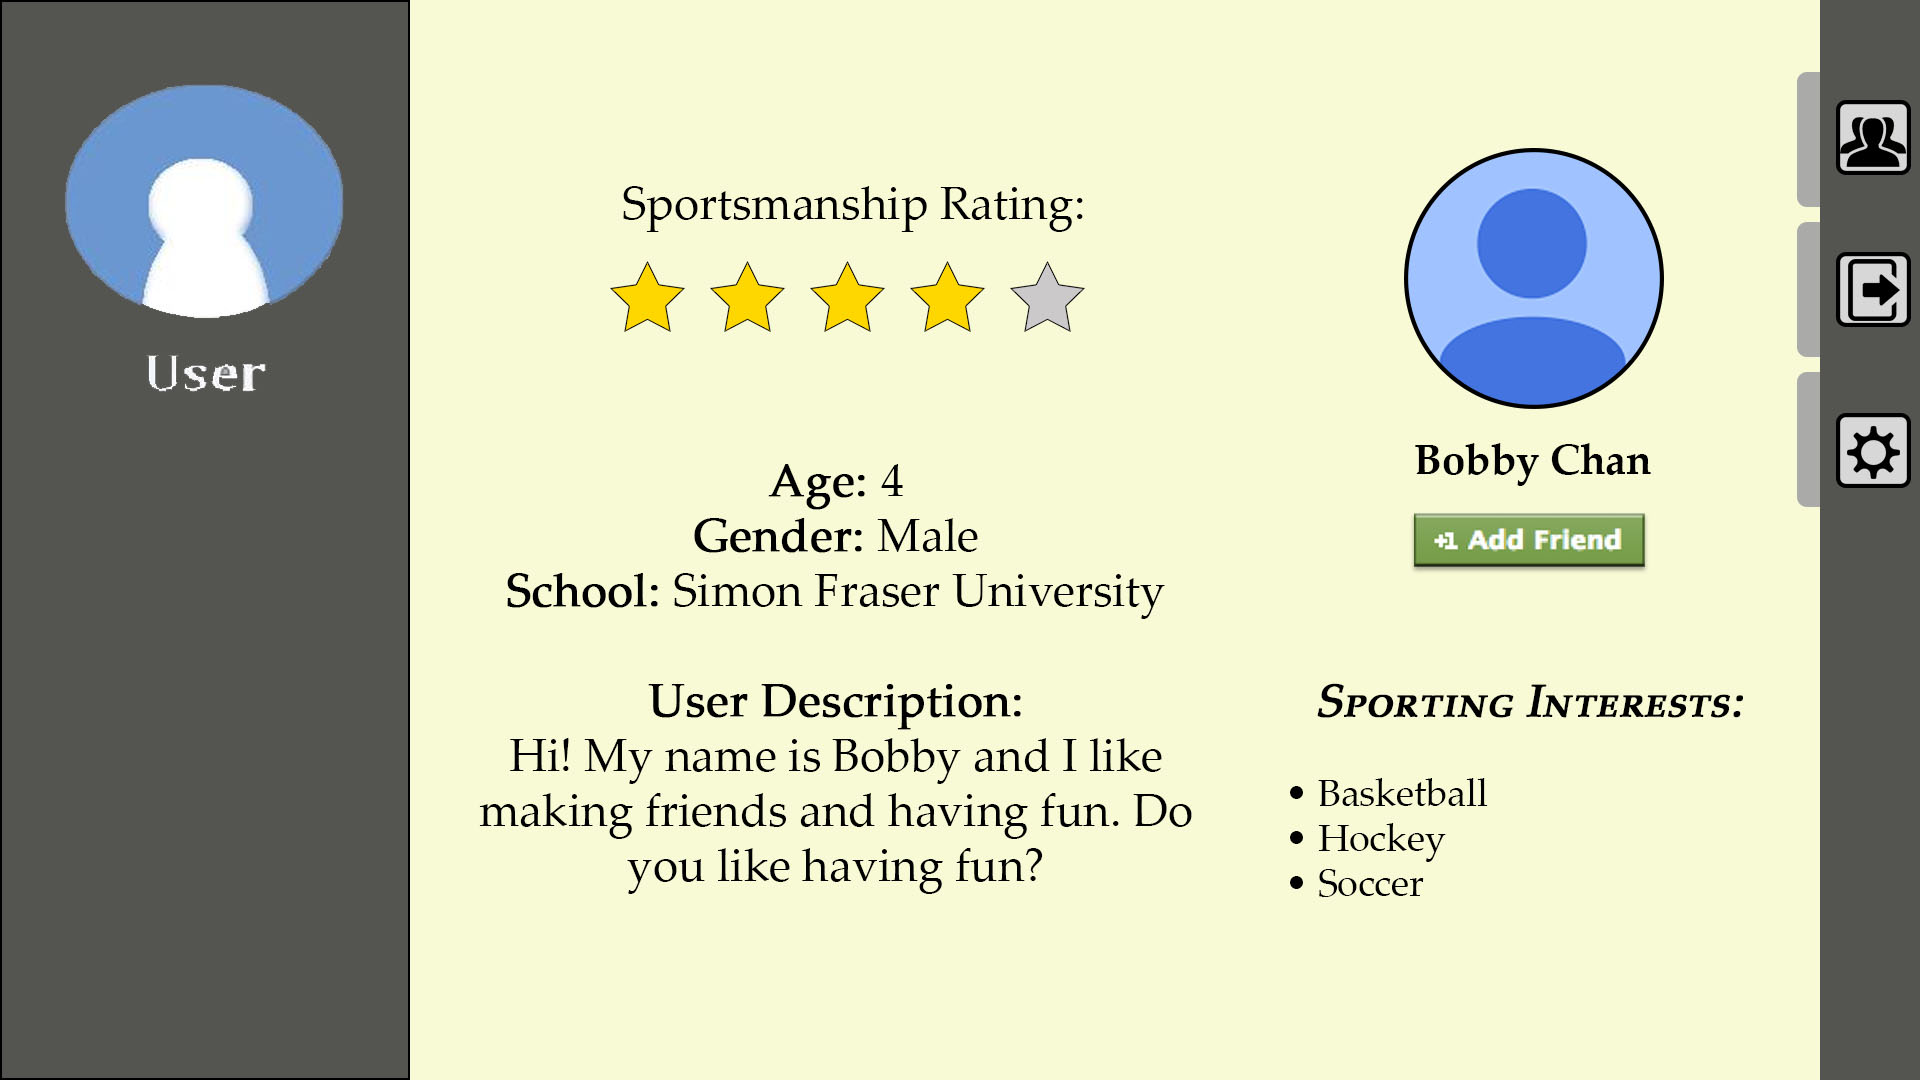 User
Sportsmanship Rating:
Age: 4
Gender: Male
School: Simon Fraser University
User Description:
Hi! My name is Bobby and I like
making friends and having fun. Do
you like having fun?
Bobby Chan
+1 Add Friend
SPORTING INTERESTS:
• Basketball
• Hockey
• Soccer